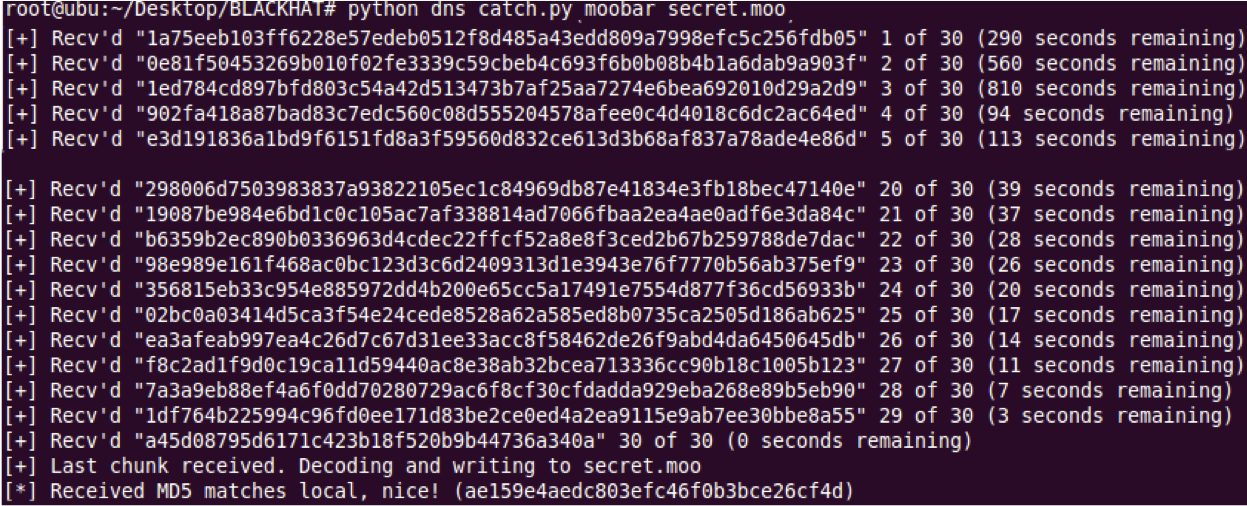 root@ubu:~/Desktop/BLACKHAT# python dns catch.py moobar secret.moo
[+] Recv'd "1a75eeb103ff6228e57edeb0512f8d485a43edd809a7998efc5c256fdb05" 1 of 30 (290 seconds remaining)
[+] Recv'd "0e81f50453269b010f02fe3339c59cbeb4c693f6b0b08b4b1a6dab9a903f" 2 of 30 (560 seconds remaining)
[+] Recv'd "1ed784cd897bfd803c54a42d513473b7af25aa7274e6bea692010d29a2d9" 3 of 30 (810 seconds remaining)
[+] Recv'd "902fa418a87bad83c7edc560c08d555204578afee0c4d4018c6dc2ac64ed" 4 of 30 (94 seconds remaining)
[+] Recv'd "e3d191836a1bd9f6151fd8a3f59560d832ce613d3b68af837a78ade4e86d" 5 of 30 (113 seconds remaining)
[+] Recv'd "298006d7503983837a93822105ec1c84969db87e41834e3fb18bec47140e" 20 of 30 (39 seconds remaining)
[+] Recv'd "19087be984e6bd1c0c105ac7af338814ad7066fbaa2ea4ae0adf6e3da84c" 21 of 30 (37 seconds remaining)
[+] Recv'd "b6359b2ec890b0336963d4cdec22ffcf52a8e8f3ced2b67b259788de7dac" 22 of 30 (28 seconds remaining)
[+] Recv'd "98e989e161f468ac0bc123d3c6d2409313d1e3943e76f7770b56ab375ef9" 23 of 30 (26 seconds remaining)
[+] Recv'd "356815eb33c954e885972dd4b200e65cc5a17491e7554d877f36cd56933b" 24 of 30 (20 seconds remaining)
[+] Recv'd "02bc0a03414d5ca3f54e24cede8528a62a585ed8b0735ca2505d186ab625" 25 of 30 (17 seconds remaining)
[+] Recv'd "ea3afeab997ea4c26d7c67d31ee33acc8f58462de26f9abd4da6450645db" 26 of 30 (14 seconds remaining)
[+] Recv'd "f8c2ad1f9d0c19ca11d59440ac8e38ab32bcea713336cc90b18c1005b123" 27 of 30 (11 seconds remaining)
[+] Recv'd "7a3a9eb88ef4a6f0dd70280729ac6f8cf30cfdadda929eba268e89b5eb90" 28 of 30 (7 seconds remaining)
[+] Recv'd "1df764b225994c96fd0ee171d83be2ce0ed4a2ea9115e9ab7ee30bbe8a55" 29 of 30 (3 seconds remaining)
[+] Recv'd "a45d08795d6171c423b18f520b9b44736a340a" 30 of 30 (0 seconds remaining)
[+] Last chunk received. Decoding and writing to secret.moo
[*] Received MD5 matches local, nice! (ae159e4aedc803efc46f0b3bce26cf4d)